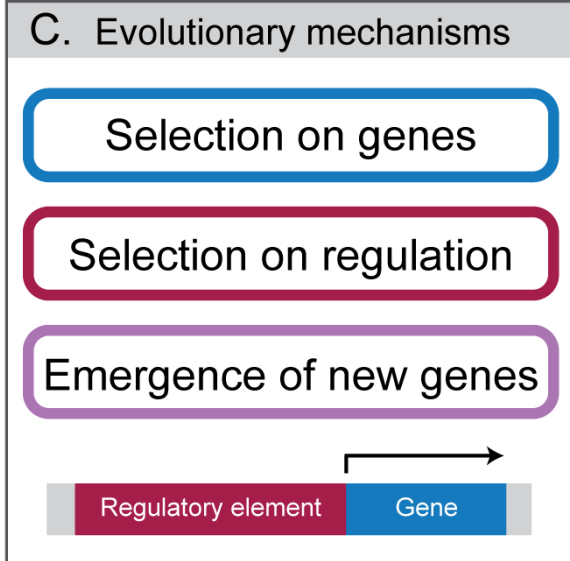 C. Evolutionary mechanisms
Selection on genes
Selection on regulation
Emergence of new genes
Regulatory element Gene